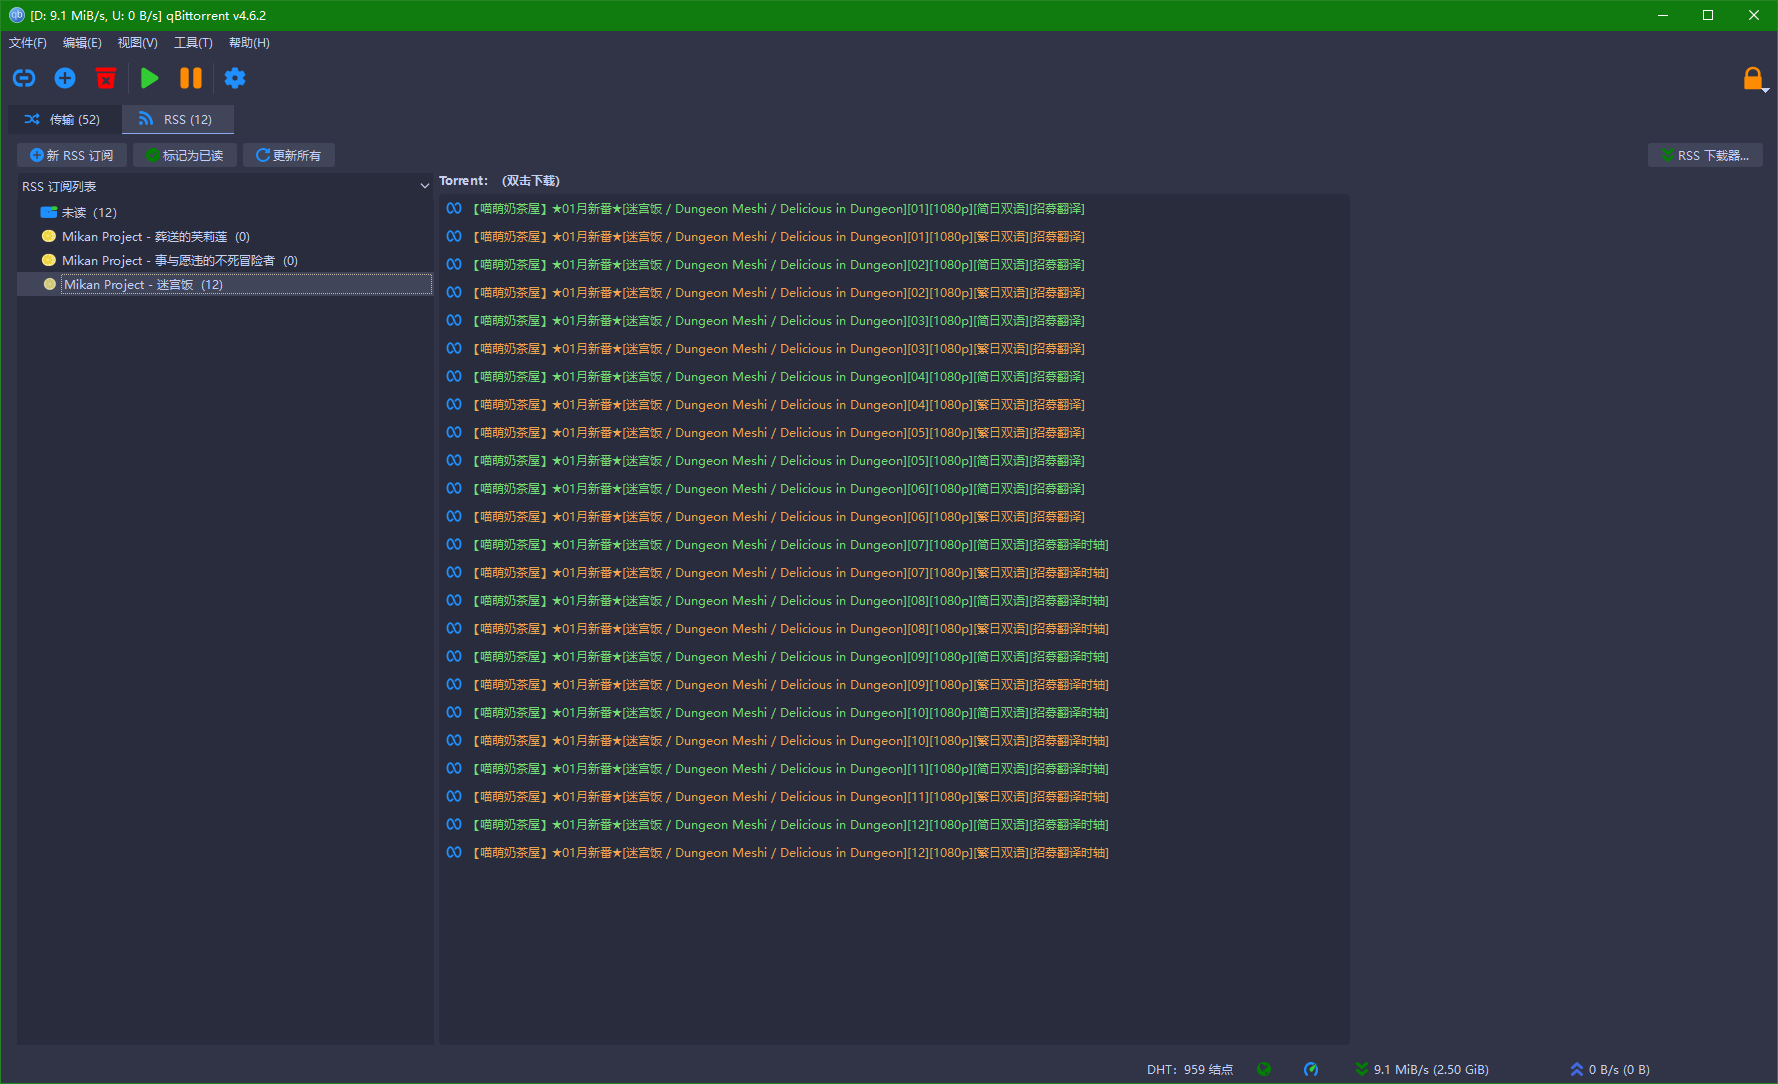 [D: 9.1 MiB/s, U: 0 B/s] qBittorrent v4.6.2
文件(F) 编辑(E) 视图(V) 工具(T) 帮助(H)
传输 (52) RSS (12)
新 RSS 订阅 标记为已读 更新所有 RSS 下载器...
RSS 订阅列表
未读 (12)
Mikan Project - 葬送的芙莉莲 (0)
Mikan Project - 事与愿违的不死冒险者 (0)
Mikan Project - 迷宫饭 (12)
Torrent: (双击下载)
【喵萌奶茶屋】★01月新番★[迷宫饭 / Dungeon Meshi / Delicious in Dungeon][01][1080p][简日双语][招募翻译]
【喵萌奶茶屋】★01月新番★[迷宫饭 / Dungeon Meshi / Delicious in Dungeon][01][1080p][繁日双语][招募翻译]
【喵萌奶茶屋】★01月新番★[迷宫饭 / Dungeon Meshi / Delicious in Dungeon][02][1080p][简日双语][招募翻译]
【喵萌奶茶屋】★01月新番★[迷宫饭 / Dungeon Meshi / Delicious in Dungeon][02][1080p][繁日双语][招募翻译]
【喵萌奶茶屋】★01月新番★[迷宫饭 / Dungeon Meshi / Delicious in Dungeon][03][1080p][简日双语][招募翻译]
【喵萌奶茶屋】★01月新番★[迷宫饭 / Dungeon Meshi / Delicious in Dungeon][03][1080p][繁日双语][招募翻译]
【喵萌奶茶屋】★01月新番★[迷宫饭 / Dungeon Meshi / Delicious in Dungeon][04][1080p][简日双语][招募翻译]
【喵萌奶茶屋】★01月新番★[迷宫饭 / Dungeon Meshi / Delicious in Dungeon][04][1080p][繁日双语][招募翻译]
【喵萌奶茶屋】★01月新番★[迷宫饭 / Dungeon Meshi / Delicious in Dungeon][05][1080p][繁日双语][招募翻译]
【喵萌奶茶屋】★01月新番★[迷宫饭 / Dungeon Meshi / Delicious in Dungeon][05][1080p][简日双语][招募翻译]
【喵萌奶茶屋】★01月新番★[迷宫饭 / Dungeon Meshi / Delicious in Dungeon][06][1080p][简日双语][招募翻译]
【喵萌奶茶屋】★01月新番★[迷宫饭 / Dungeon Meshi / Delicious in Dungeon][06][1080p][繁日双语][招募翻译]
【喵萌奶茶屋】★01月新番★[迷宫饭 / Dungeon Meshi / Delicious in Dungeon][07][1080p][简日双语][招募翻译时轴]
【喵萌奶茶屋】★01月新番★[迷宫饭 / Dungeon Meshi / Delicious in Dungeon][07][1080p][繁日双语][招募翻译时轴]
【喵萌奶茶屋】★01月新番★[迷宫饭 / Dungeon Meshi / Delicious in Dungeon][08][1080p][简日双语][招募翻译时轴]
【喵萌奶茶屋】★01月新番★[迷宫饭 / Dungeon Meshi / Delicious in Dungeon][08][1080p][繁日双语][招募翻译时轴]
【喵萌奶茶屋】★01月新番★[迷宫饭 / Dungeon Meshi / Delicious in Dungeon][09][1080p][简日双语][招募翻译时轴]
【喵萌奶茶屋】★01月新番★[迷宫饭 / Dungeon Meshi / Delicious in Dungeon][09][1080p][繁日双语][招募翻译时轴]
【喵萌奶茶屋】★01月新番★[迷宫饭 / Dungeon Meshi / Delicious in Dungeon][10][1080p][简日双语][招募翻译时轴]
【喵萌奶茶屋】★01月新番★[迷宫饭 / Dungeon Meshi / Delicious in Dungeon][10][1080p][繁日双语][招募翻译时轴]
【喵萌奶茶屋】★01月新番★[迷宫饭 / Dungeon Meshi / Delicious in Dungeon][11][1080p][简日双语][招募翻译时轴]
【喵萌奶茶屋】★01月新番★[迷宫饭 / Dungeon Meshi / Delicious in Dungeon][11][1080p][繁日双语][招募翻译时轴]
【喵萌奶茶屋】★01月新番★[迷宫饭 / Dungeon Meshi / Delicious in Dungeon][12][1080p][简日双语][招募翻译时轴]
【喵萌奶茶屋】★01月新番★[迷宫饭 / Dungeon Meshi / Delicious in Dungeon][12][1080p][繁日双语][招募翻译时轴]
DHT: 959 结点 9.1 MiB/s (2.50 GiB) 0 B/s (0 B)